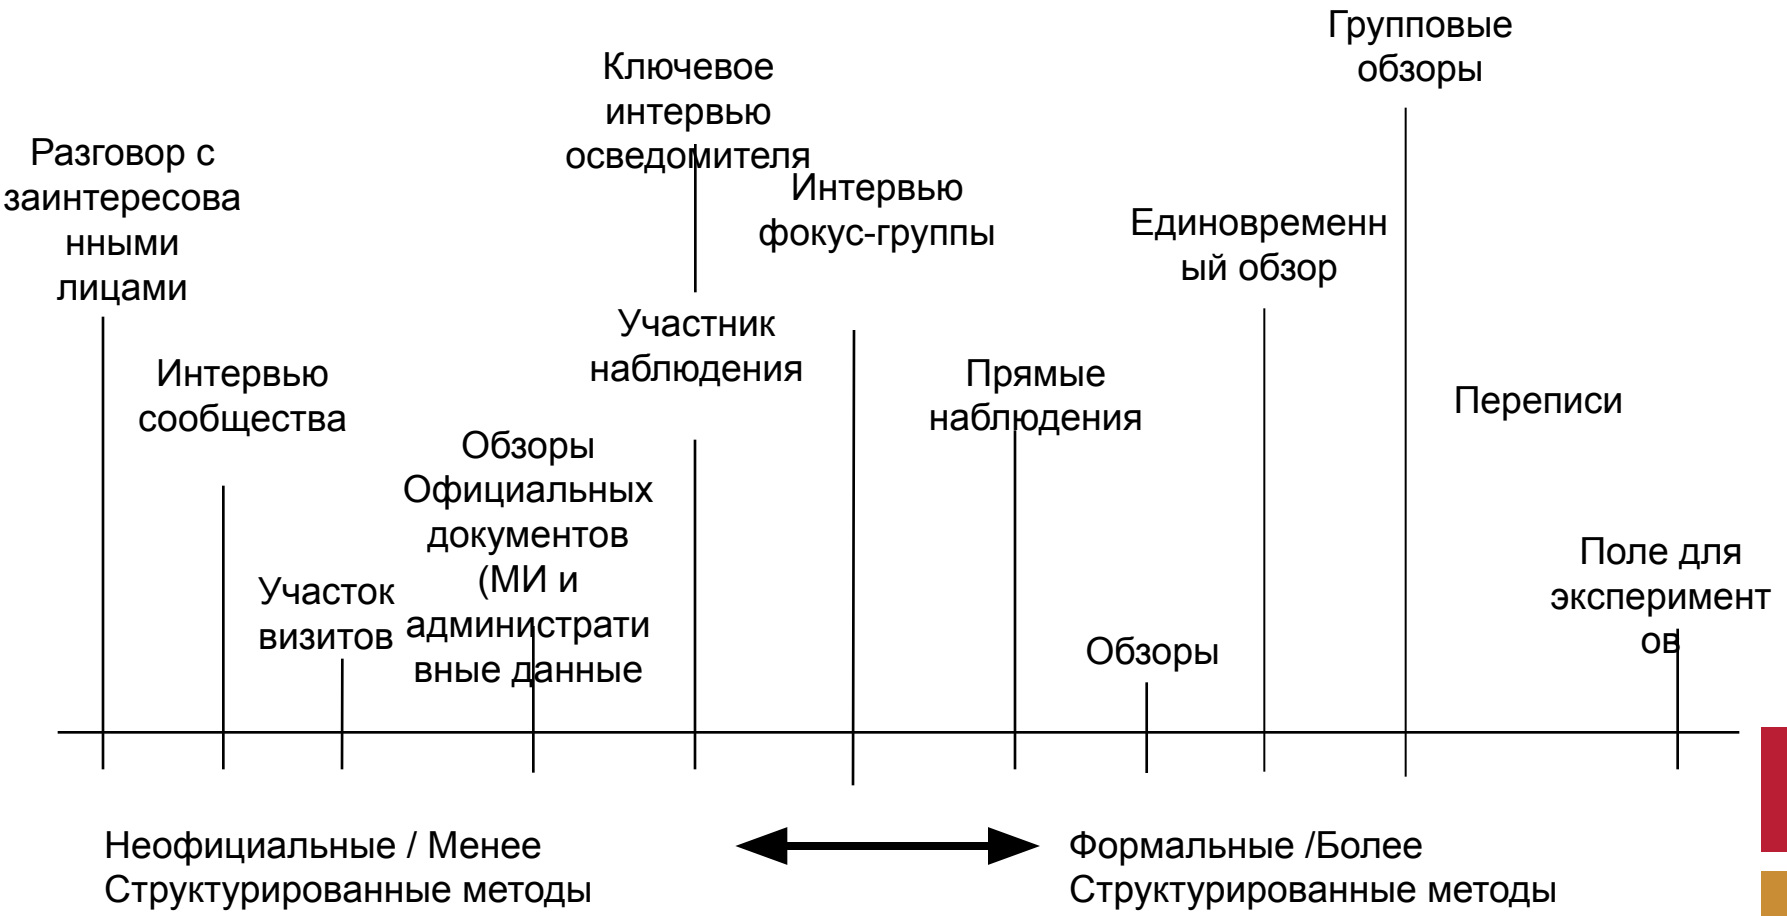 Разговор с
заинтересова
нными
лицами
Интервью
сообщества
Участок
визитов
Обзоры
Официальных
документов
(МИ и
администрати
вные данные
Ключевое
интервью
осведомителя
Участник
наблюдения
Интервью
фокус-группы
Прямые
наблюдения
Обзоры
Единовременн
ый обзор
Групповые
обзоры
Переписи
Поле для
эксперимент
ов
Неофициальные / Менее
Структурированные методы
Формальные /Более
Структурированные методы